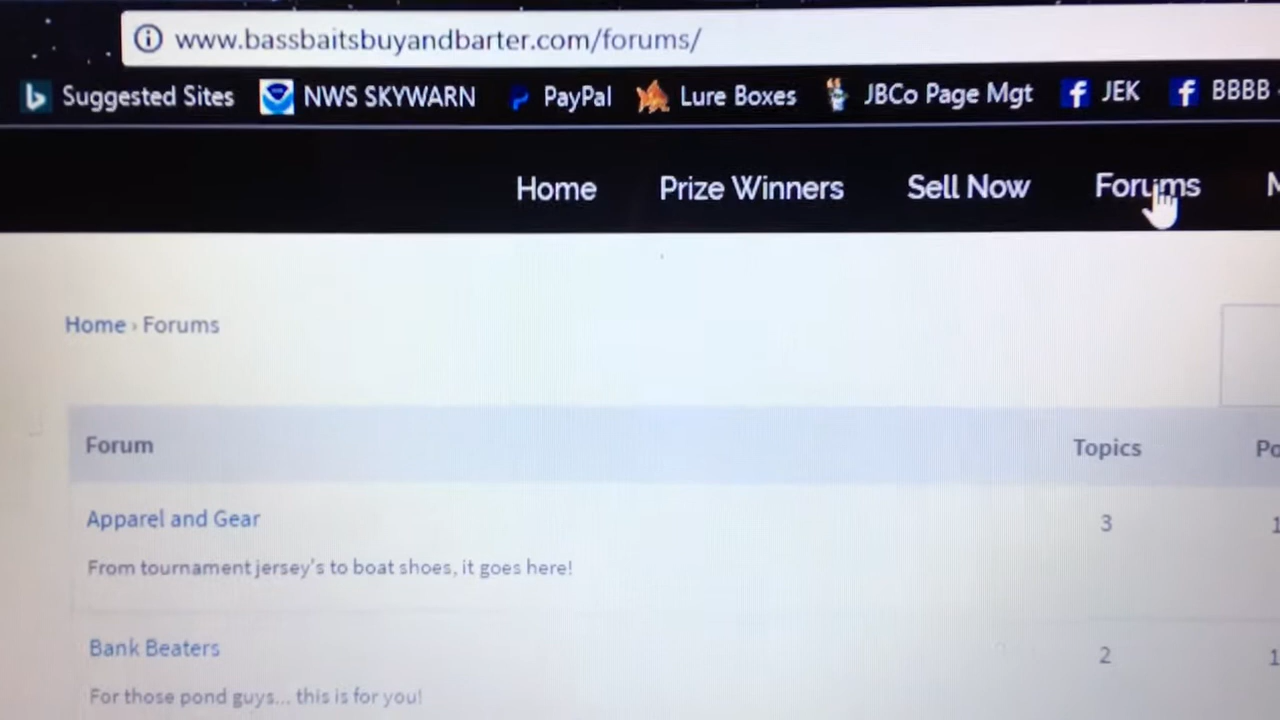 www.bassbaitsbuyandbarter.com/forums/
Suggested Sites NWS SKYWARN PayPal Lure Boxes JBCo Page Mgt JEK BBBB
Home Prize Winners Sell Now Forums
Home › Forums
Forum Topics
Apparel and Gear 3
From tournament jersey's to boat shoes, it goes here!
Bank Beaters 2
For those pond guys... this is for you!